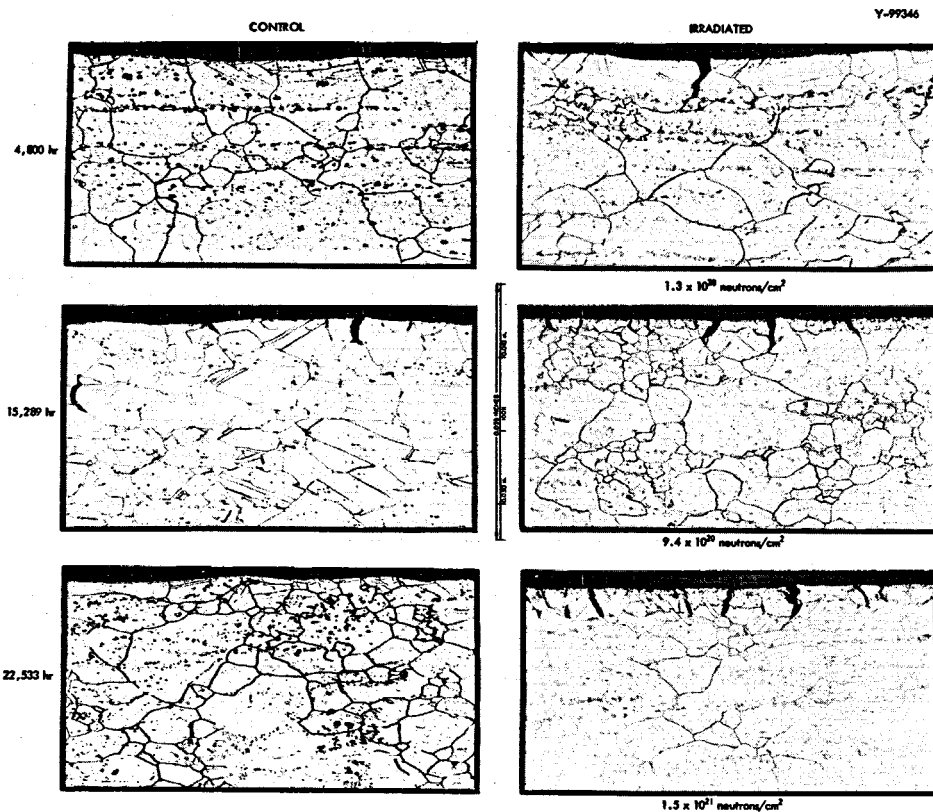 Y-99346
CONTROL
IRRADIATED
4,800 hr
1.3 x 10²⁰ neutrons/cm²
15,289 hr
9.4 x 10²⁰ neutrons/cm²
22,533 hr
1.5 x 10²¹ neutrons/cm²